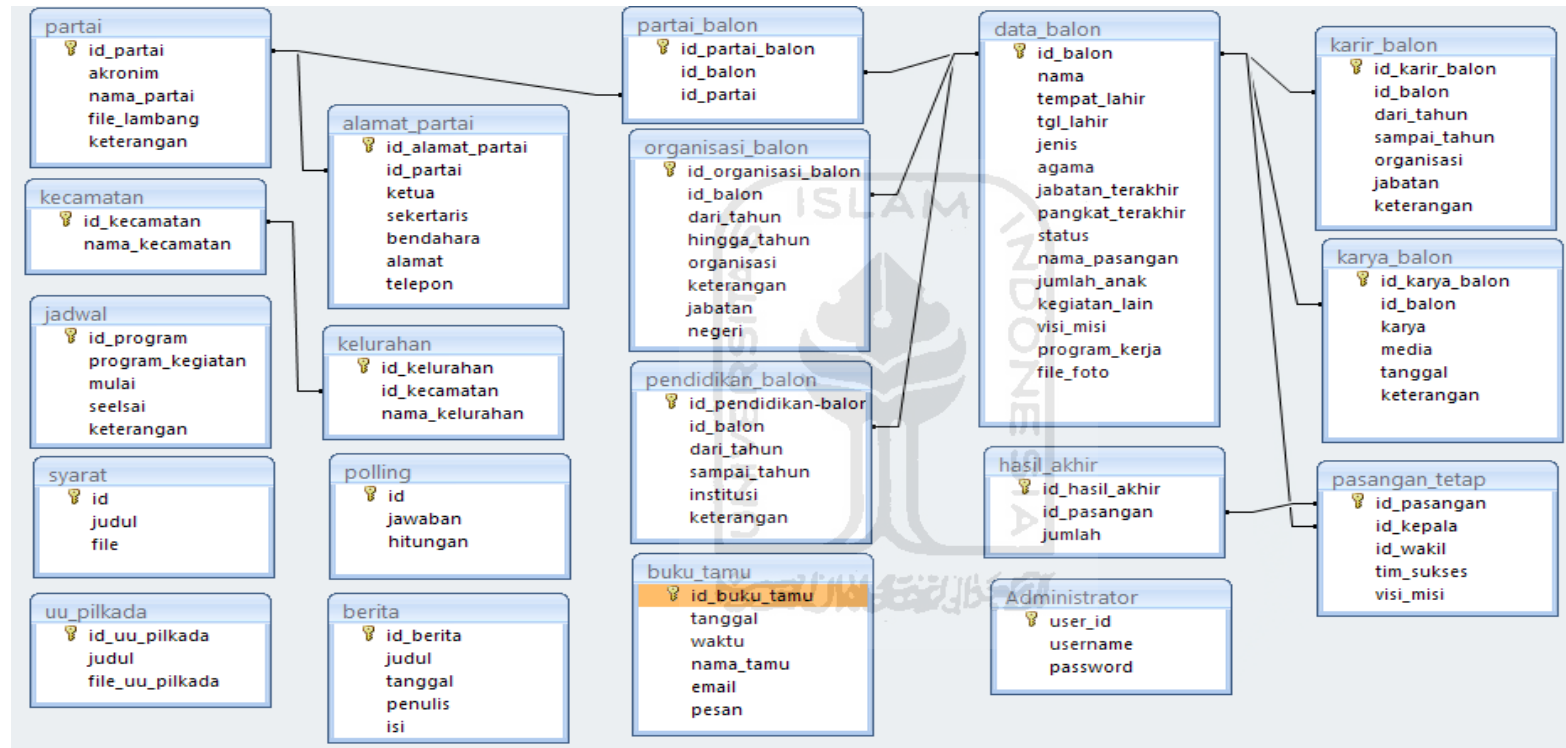 partai
id_partai
akronim
nama_partai
file_lambang
keterangan
kecamatan
id_kecamatan
nama_kecamatan
jadwal
id_program
program_kegiatan
mulai
seelsai
keterangan
syarat
id
judul
file
uu_pilkada
id_uu_pilkada
judul
file_uu_pilkada
alamat_partai
id_alamat_partai
id_partai
ketua
sekertaris
bendahara
alamat
telepon
kelurahan
id_kelurahan
id_kecamatan
nama_kelurahan
polling
id
jawaban
hitungan
berita
id_berita
judul
tanggal
penulis
isi
partai_balon
id_partai_balon
id_balon
id_partai
organisasi_balon
id_organisasi_balon
id_balon
dari_tahun
hingga_tahun
organisasi
keterangan
jabatan
negeri
pendidikan_balon
id_pendidikan-balor
id_balon
dari_tahun
sampai_tahun
institusi
keterangan
buku_tamu
id_buku_tamu
tanggal
waktu
nama_tamu
email
pesan
data_balon
id_balon
nama
tempat_lahir
tgl_lahir
jenis
agama
jabatan_terakhir
pangkat_terakhir
status
nama_pasangan
jumlah_anak
kegiatan_lain
visi_misi
program_kerja
file_foto
hasil_akhir
id_hasil_akhir
id_pasangan
jumlah
Administrator
user_id
username
password
karir_balon
id_karir_balon
id_balon
dari_tahun
sampai_tahun
organisasi
jabatan
keterangan
karya_balon
id_karya_balon
id_balon
karya
media
tanggal
keterangan
pasangan_tetap
id_pasangan
id_kepala
id_wakil
tim_sukses
visi_misi
UNIVERSITAS
ISLAM
INDONESIA